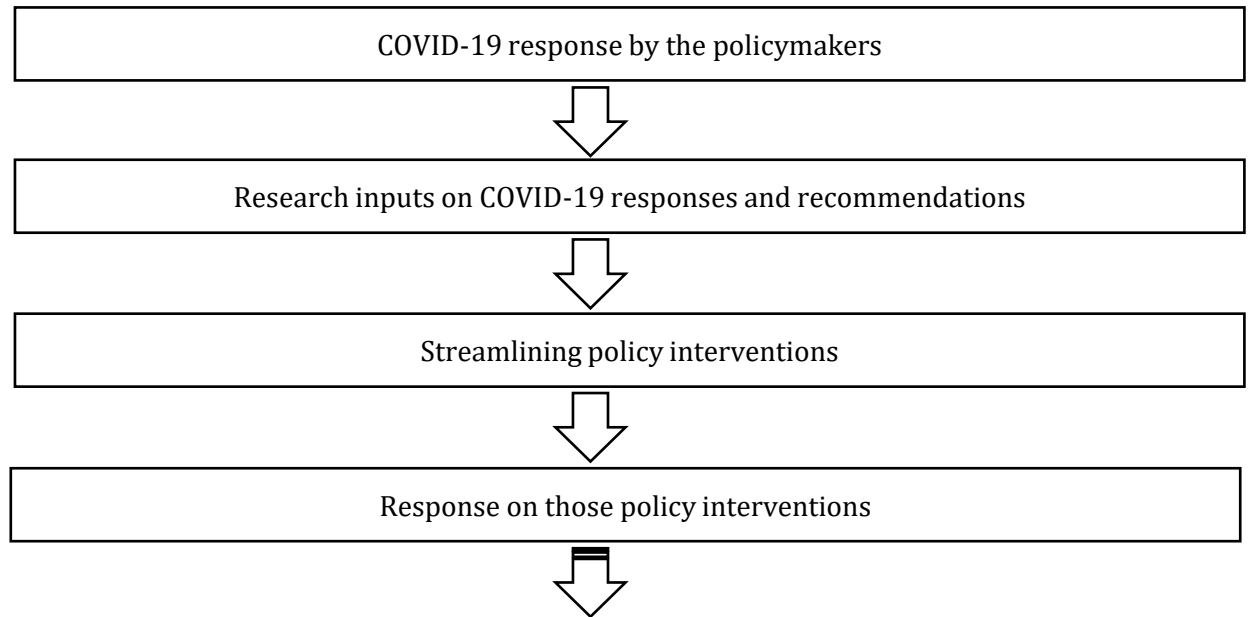 COVID-19 response by the policymakers
Research inputs on COVID-19 responses and recommendations
Streamlining policy interventions
Response on those policy interventions